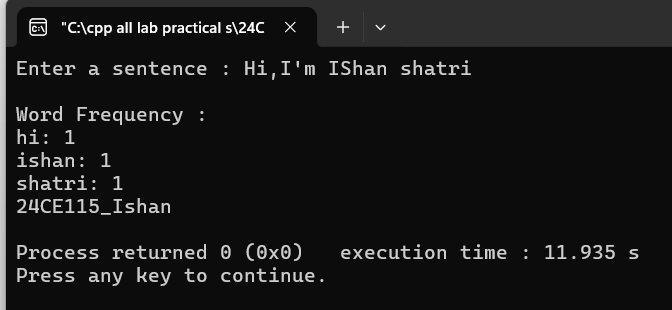 "C:\cpp all lab practical s\24C
Enter a sentence : Hi,I'm IShan shatri
Word Frequency :
hi: 1
ishan: 1
shatri: 1
24CE115_Ishan
Process returned 0 (0x0)   execution time : 11.935 s
Press any key to continue.